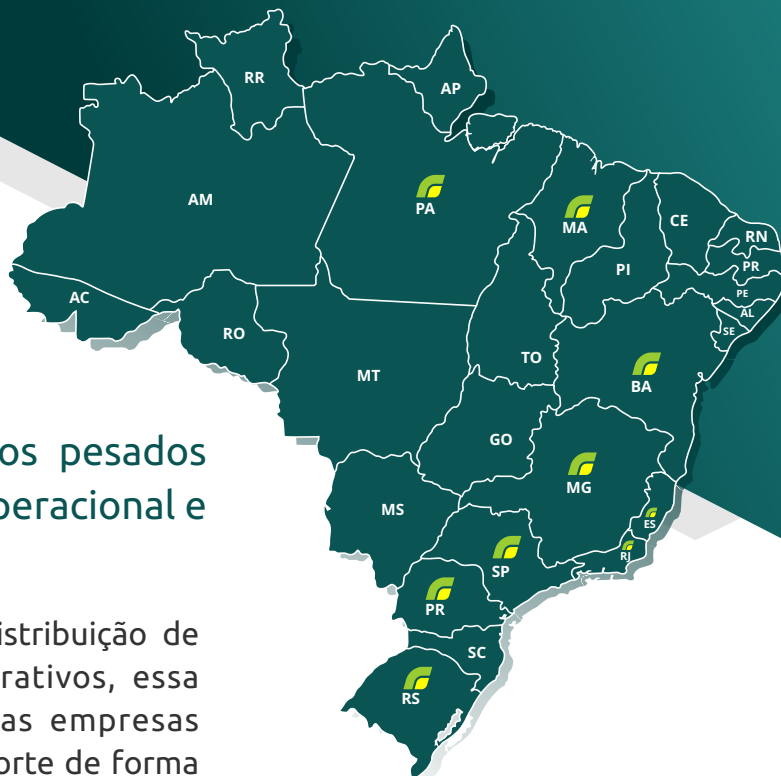 RR
AP
AM
PA
MA
CE
RN
PI
PR
PE
AL
SE
AC
RO
TO
BA
MT
GO
MG
MS
ES
RJ
SP
PR
SC
RS
os pesados
peracional e
istribuição de
rativos, essa
as empresas
orte de forma